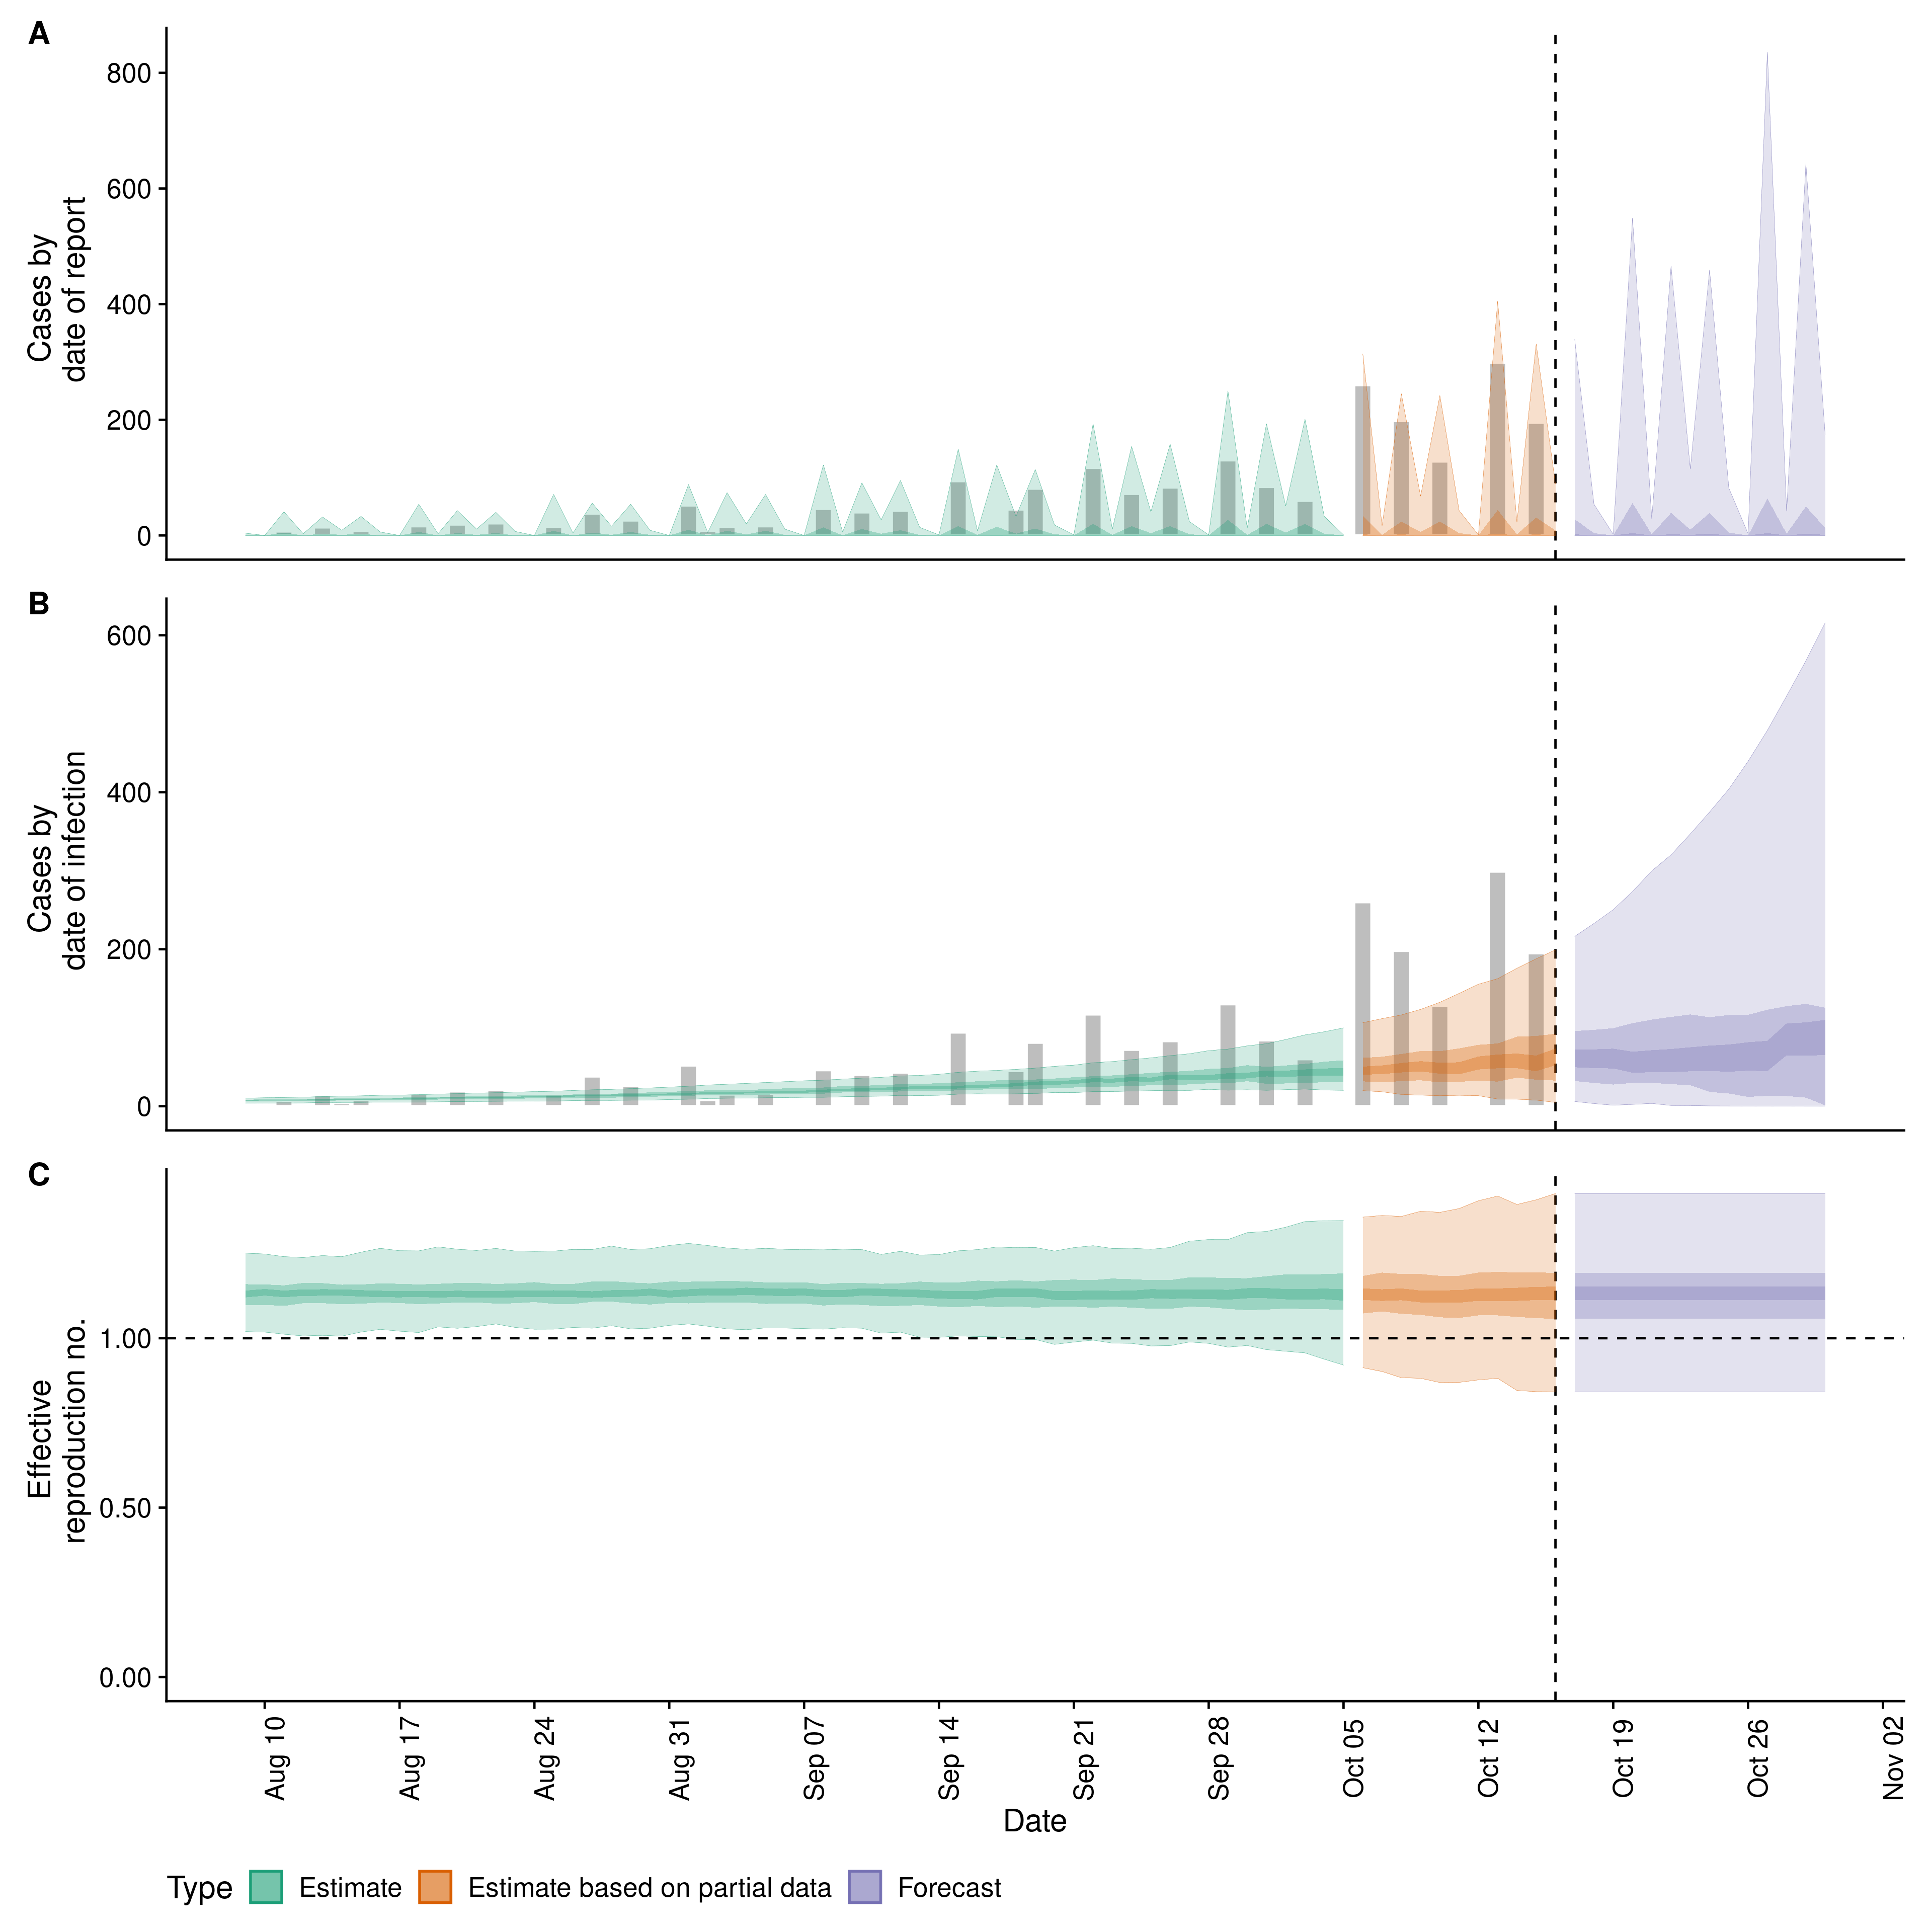 A
Cases by
date of report
800
600
400
200
0
B
Cases by
date of infection
600
400
200
0
C
Effective
reproduction no.
1.00
0.50
0.00
Aug 10
Aug 17
Aug 24
Aug 31
Sep 07
Sep 14
Sep 21
Sep 28
Oct 05
Oct 12
Oct 19
Oct 26
Nov 02
Date
Type Estimate Estimate based on partial data Forecast